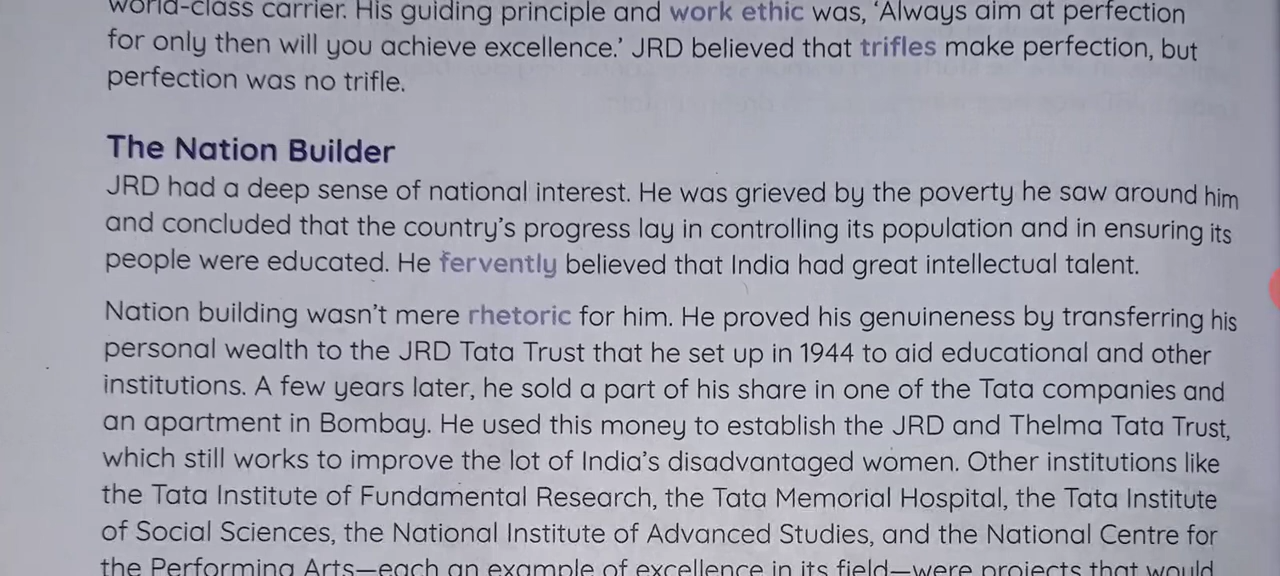 world-class carrier. His guiding principle and work ethic was, ‘Always aim at perfection
for only then will you achieve excellence.’ JRD believed that trifles make perfection, but
perfection was no trifle.
The Nation Builder
JRD had a deep sense of national interest. He was grieved by the poverty he saw around him
and concluded that the country’s progress lay in controlling its population and in ensuring its
people were educated. He fervently believed that India had great intellectual talent.
Nation building wasn’t mere rhetoric for him. He proved his genuineness by transferring his
personal wealth to the JRD Tata Trust that he set up in 1944 to aid educational and other
institutions. A few years later, he sold a part of his share in one of the Tata companies and
an apartment in Bombay. He used this money to establish the JRD and Thelma Tata Trust,
which still works to improve the lot of India’s disadvantaged women. Other institutions like
the Tata Institute of Fundamental Research, the Tata Memorial Hospital, the Tata Institute
of Social Sciences, the National Institute of Advanced Studies, and the National Centre for
the Performing Arts—each an example of excellence in its field—were projects that would